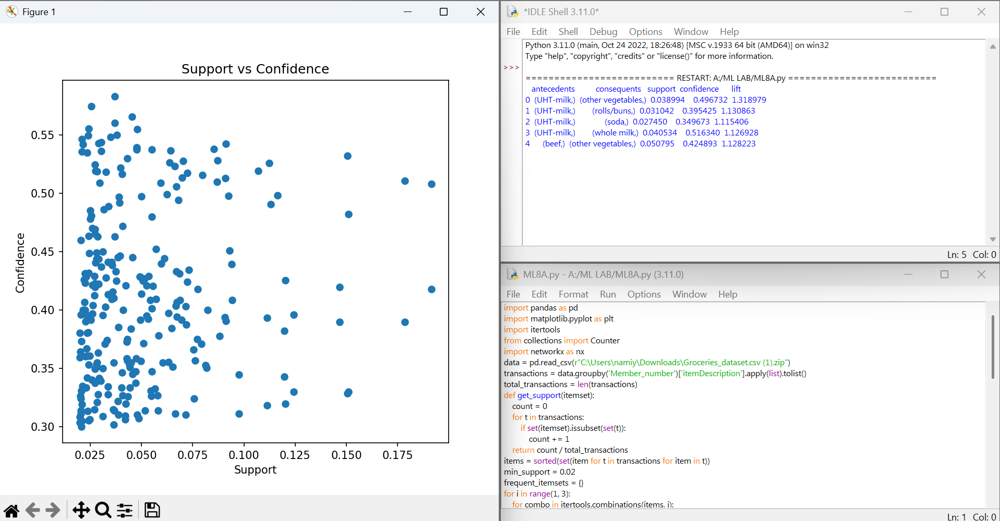 Figure 1
Support vs Confidence
0.55
0.50
0.45
0.40
0.35
0.30
Confidence
0.025 0.050 0.075 0.100 0.125 0.150 0.175
Support
*IDLE Shell 3.11.0*
File Edit Shell Debug Options Window Help
Python 3.11.0 (main, Oct 24 2022, 18:26:48) [MSC v.1933 64 bit (AMD64)] on win32
Type "help", "copyright", "credits" or "license()" for more information.
>>>
========================== RESTART: A:/ML LAB/ML8A.py ==========================
antecedents consequents support confidence lift
0 (UHT-milk,) (other vegetables,) 0.038994 0.496732 1.318979
1 (UHT-milk,) (rolls/buns,) 0.031042 0.395425 1.130863
2 (UHT-milk,) (soda,) 0.027450 0.349673 1.115406
3 (UHT-milk,) (whole milk,) 0.040534 0.516340 1.126928
4 (beef,) (other vegetables,) 0.050795 0.424893 1.128223
Ln: 5 Col: 0
ML8A.py - A:/ML LAB/ML8A.py (3.11.0)
File Edit Format Run Options Window Help
import pandas as pd
import matplotlib.pyplot as plt
import itertools
from collections import Counter
import networkx as nx
data = pd.read_csv(r"C:\Users\namiy\Downloads\Groceries_dataset.csv (1).zip")
transactions = data.groupby('Member_number')['itemDescription'].apply(list).tolist()
total_transactions = len(transactions)
def get_support(itemset):
    count = 0
    for t in transactions:
        if set(itemset).issubset(set(t)):
            count += 1
    return count / total_transactions
items = sorted(set(item for t in transactions for item in t))
min_support = 0.02
frequent_itemsets = {}
for i in range(1, 3):
    for combo in itertools.combinations(items, i):
Ln: 1 Col: 0